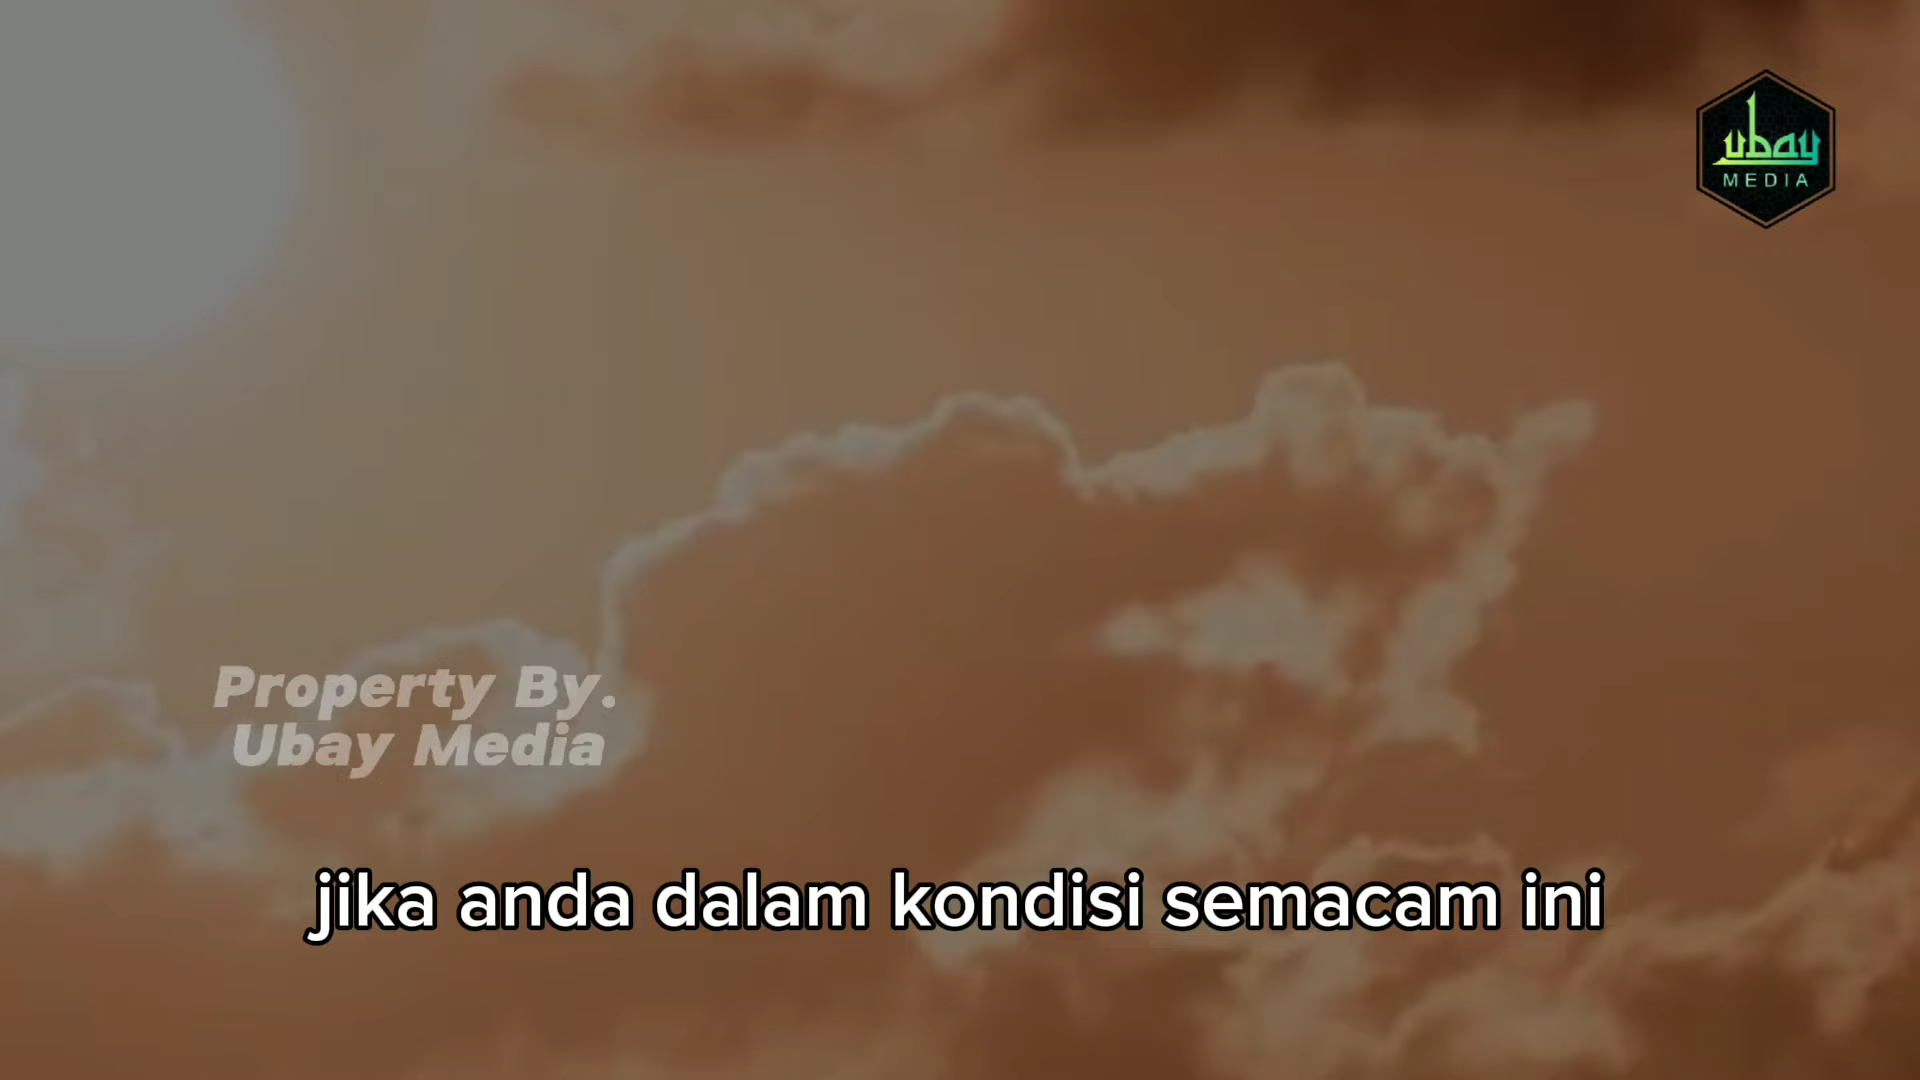 ubay
MEDIA
Property By.
Ubay Media
jika anda dalam kondisi semacam ini